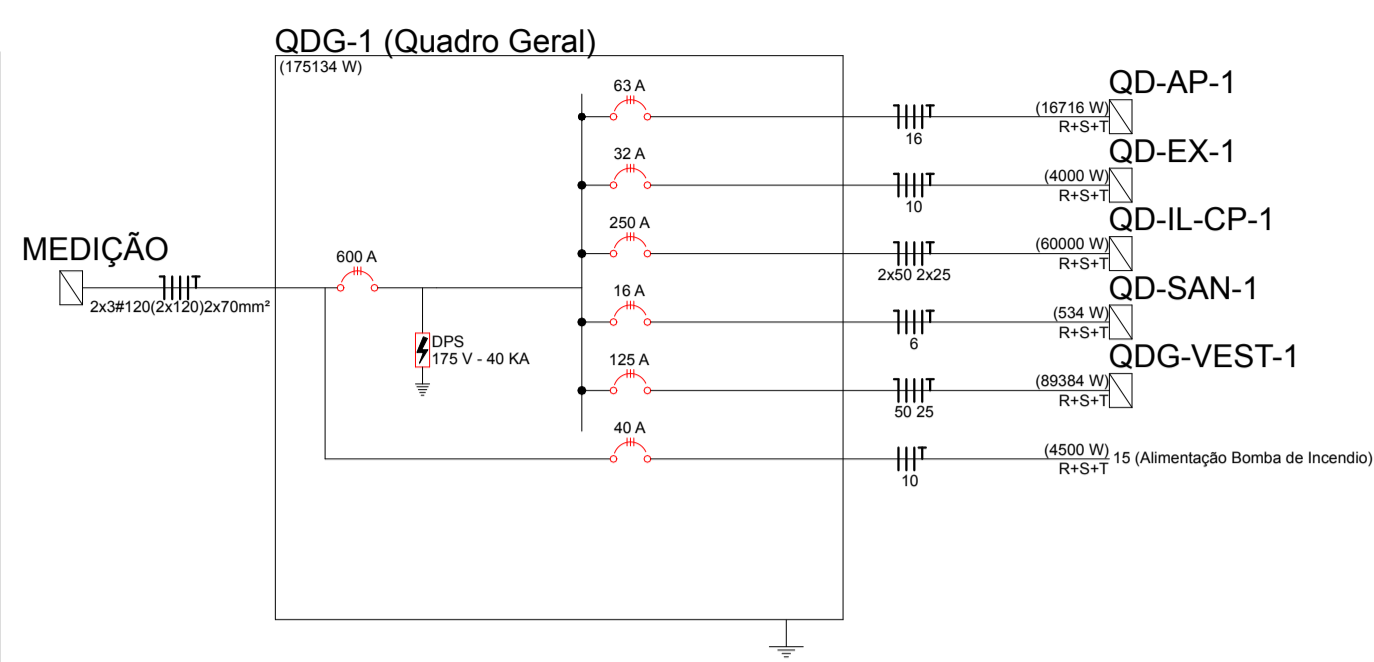 QDG-1 (Quadro Geral)
(175134 W)
MEDIÇÃO
2x3#120(2x120)2x70mm²
600 A
DPS
175 V - 40 KA
63 A
16
(16716 W)
R+S+T
QD-AP-1
32 A
10
(4000 W)
R+S+T
QD-EX-1
250 A
2x50 2x25
(60000 W)
R+S+T
QD-IL-CP-1
16 A
6
(534 W)
R+S+T
QD-SAN-1
125 A
50 25
(89384 W)
R+S+T
QDG-VEST-1
40 A
10
(4500 W)
R+S+T
15 (Alimentação Bomba de Incendio)